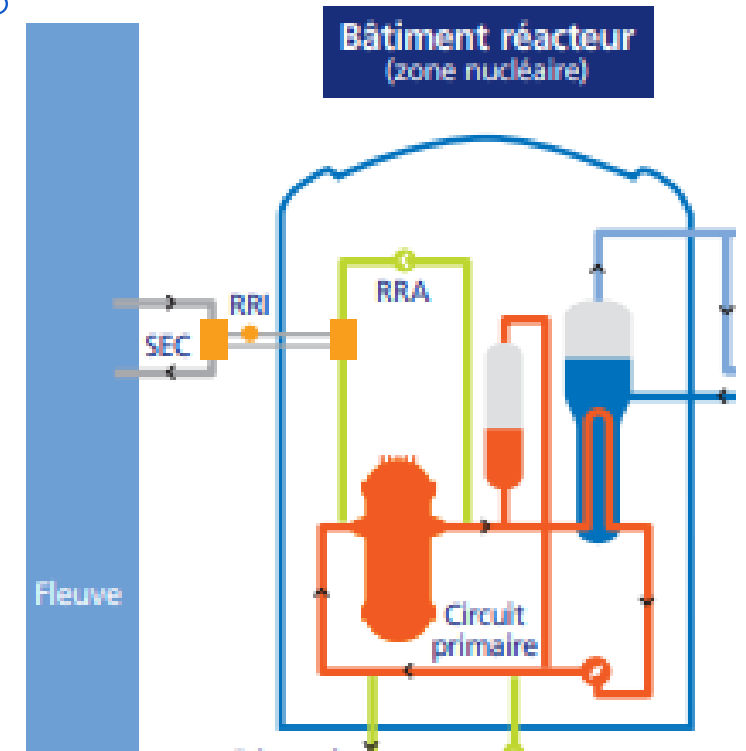 Bâtiment réacteur
(zone nucléaire)
RRA
RRI
SEC
Fleuve
Circuit
primaire